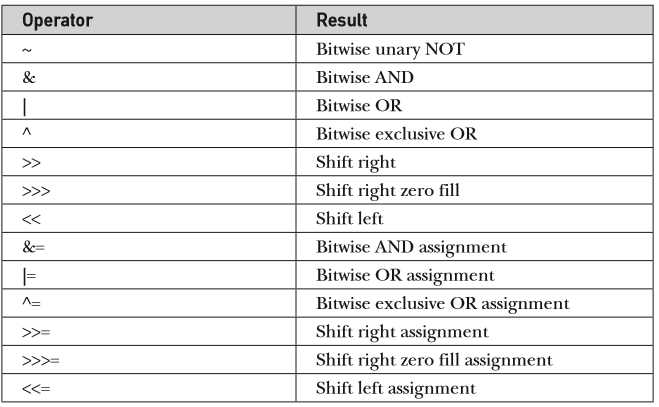 Operator Result
~ Bitwise unary NOT
& Bitwise AND
| Bitwise OR
^ Bitwise exclusive OR
>> Shift right
>>> Shift right zero fill
<< Shift left
&= Bitwise AND assignment
|= Bitwise OR assignment
^= Bitwise exclusive OR assignment
>>= Shift right assignment
>>>= Shift right zero fill assignment
<<= Shift left assignment